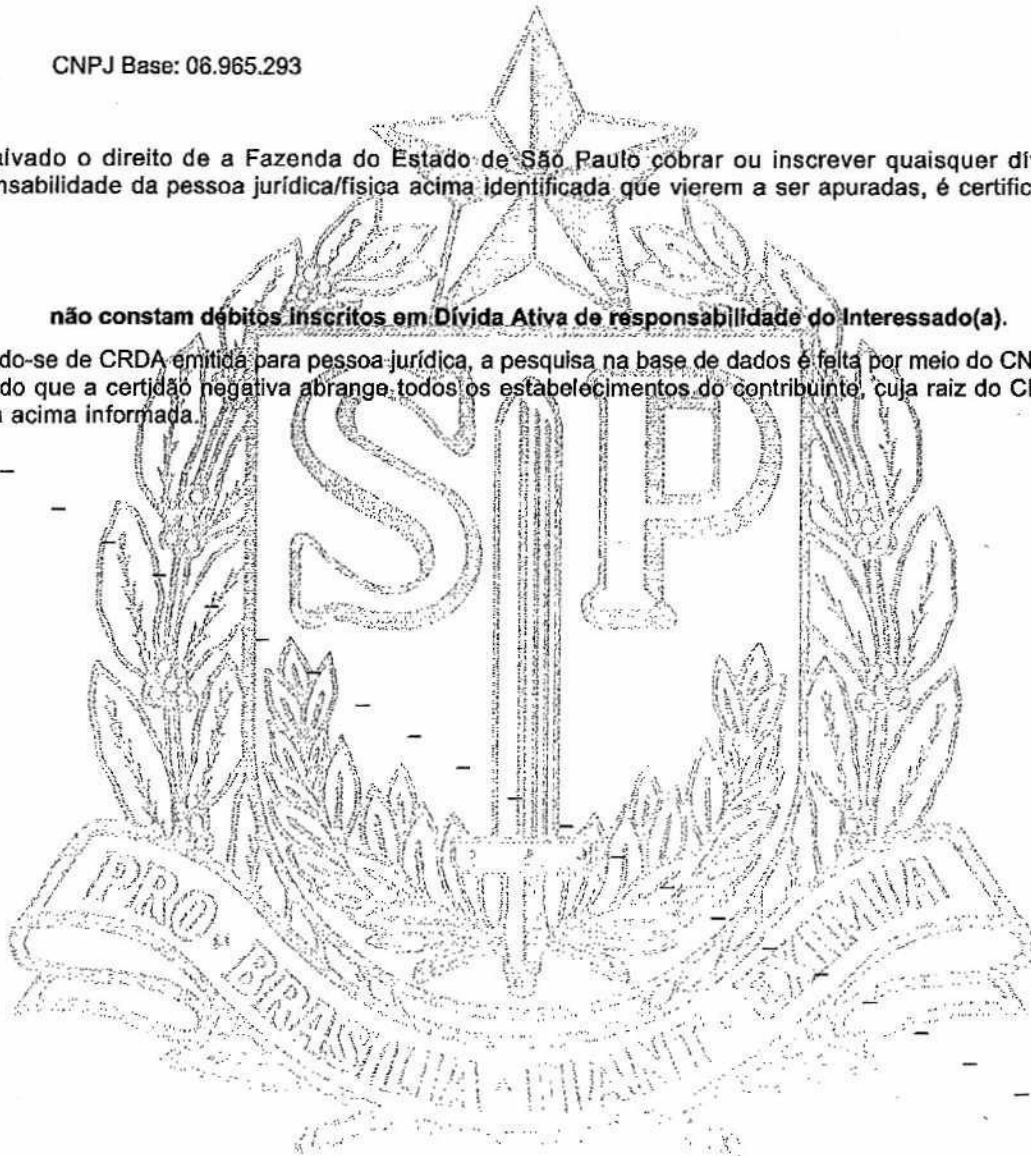 CNPJ Base: 06.965.293
alvado o direito de a Fazenda do Estado de São Paulo cobrar ou inscrever quaisquer dí
nsabilidade da pessoa jurídica/física acima identificada que vierem a ser apuradas, é certific
não constam débitos inscritos em Dívida Ativa de responsabilidade do Interessado(a).
do-se de CRDA emitida para pessoa jurídica, a pesquisa na base de dados é feita por meio do CN
do que a certidão negativa abrange todos os estabelecimentos do contribuinte, cuja raiz do C
a acima informada.
SP
PRO BRASILIA FIANT EXIMIA